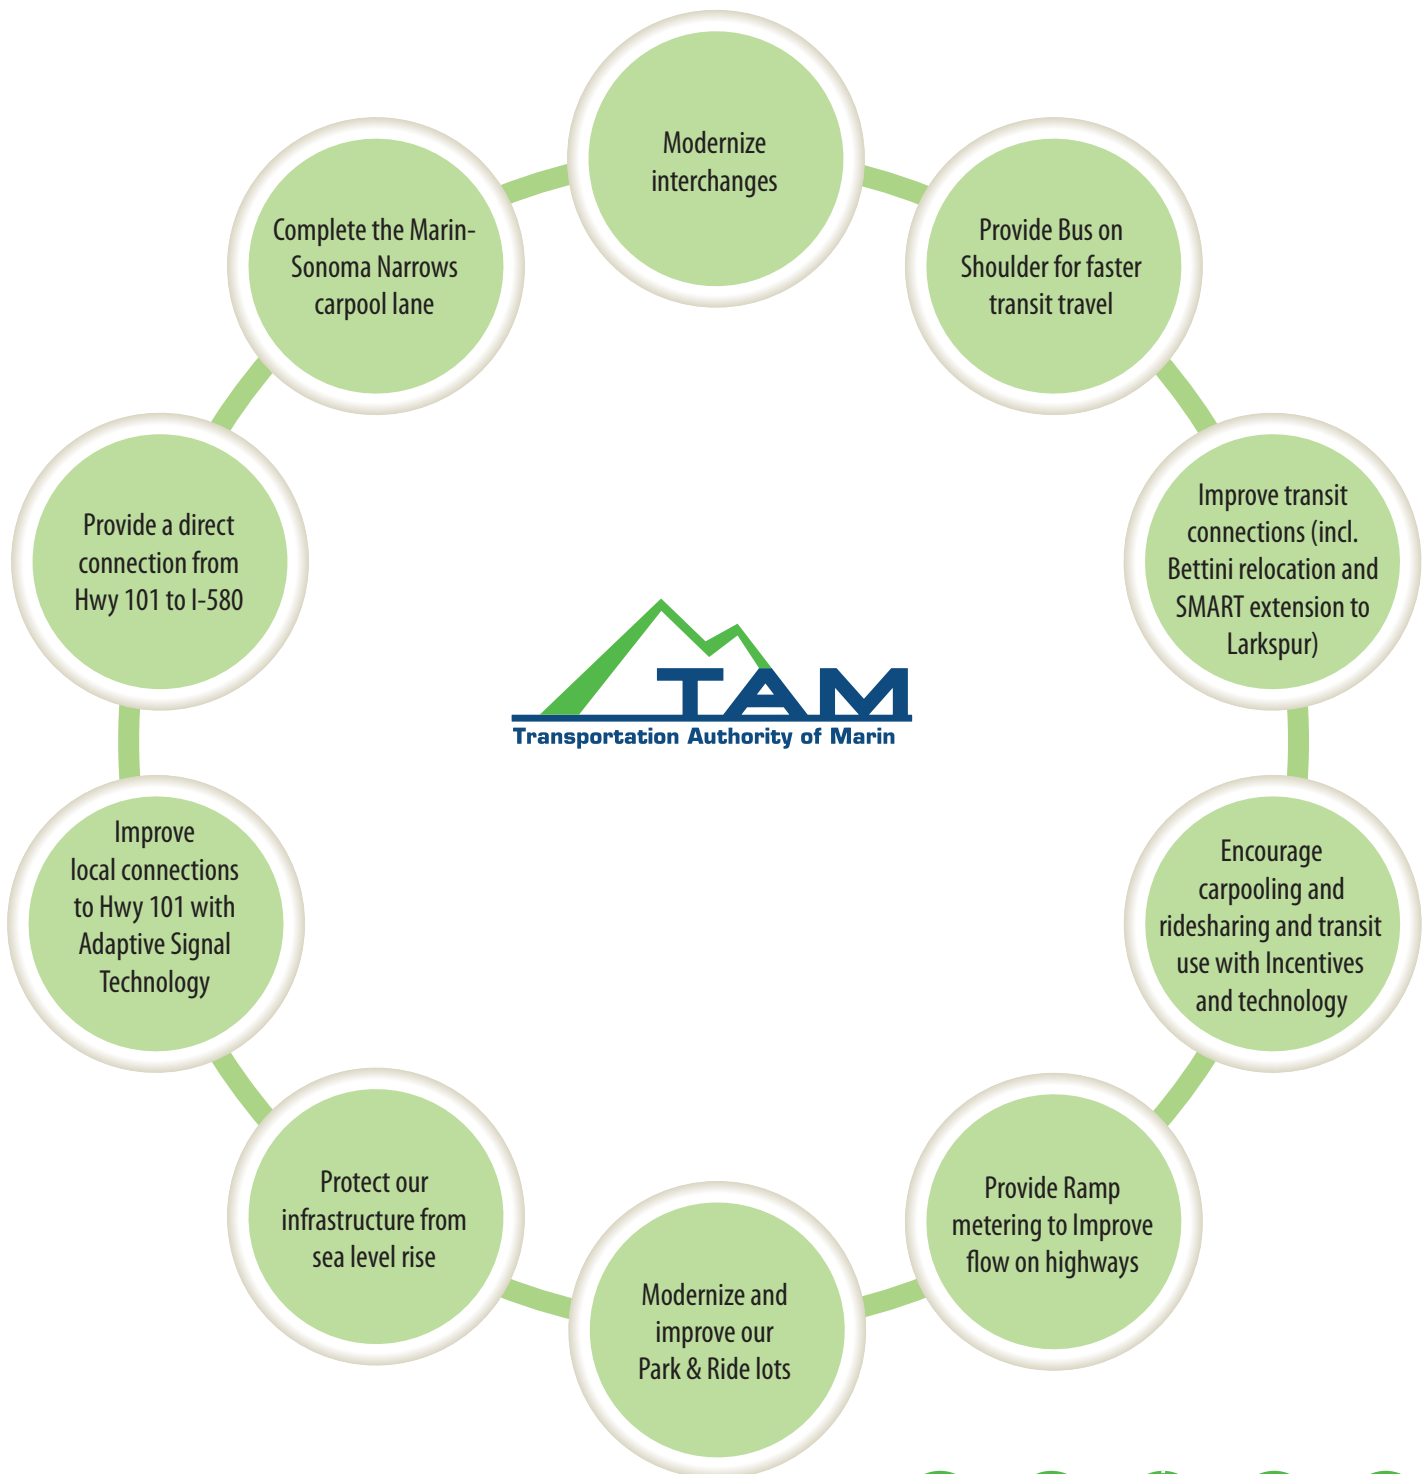 Modernize
interchanges
Provide Bus on
Shoulder for faster
transit travel
Improve transit
connections (incl.
Bettini relocation and
SMART extension to
Larkspur)
Encourage
carpooling and
ridesharing and transit
use with Incentives
and technology
Provide Ramp
metering to Improve
flow on highways
Modernize and
improve our
Park & Ride lots
Protect our
infrastructure from
sea level rise
Improve
local connections
to Hwy 101 with
Adaptive Signal
Technology
Provide a direct
connection from
Hwy 101 to I-580
Complete the Marin-
Sonoma Narrows
carpool lane
TAM
Transportation Authority of Marin